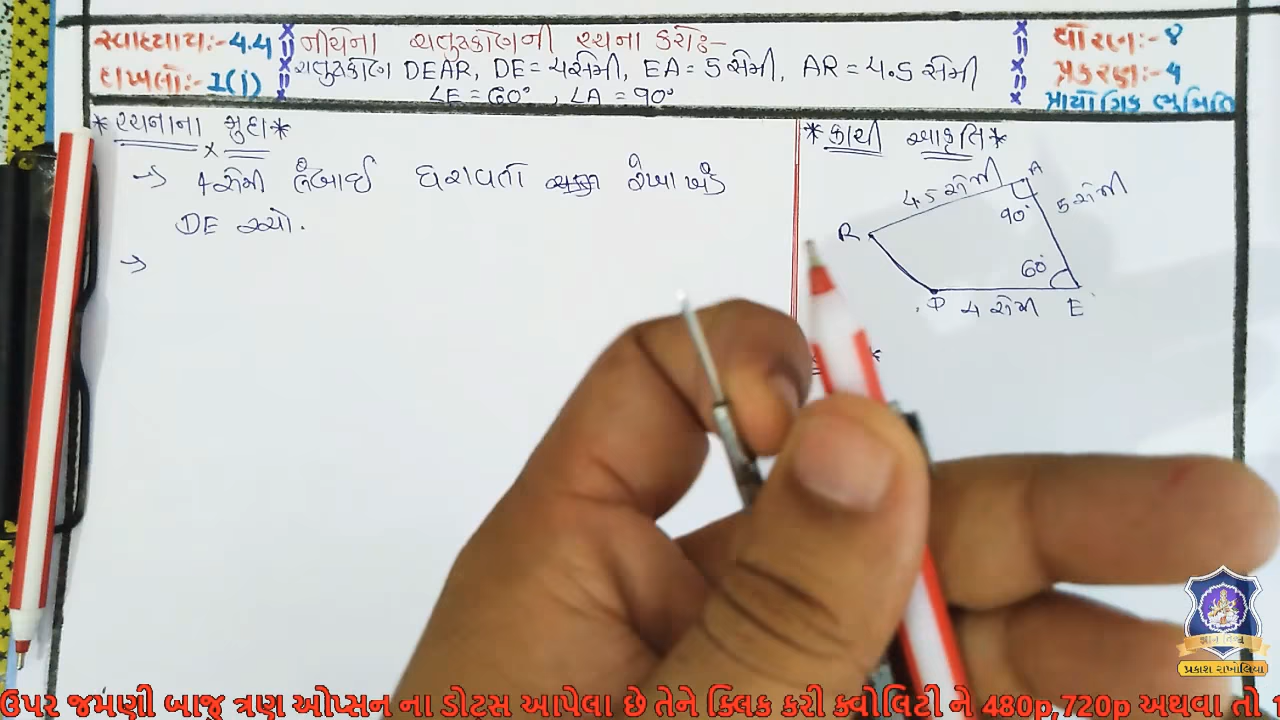 સ્વાધ્યાય:- 4.4
દાખલો:- 1(i)
નીચેના ચતુષ્કોણની રચના કરો:-
ચતુષ્કોણ DEAR, DE = 4 સેમી, EA = 5 સેમી, AR = 4.5 સેમી
∠E = 60° , ∠A = 90°
ધોરણ:- 8
પ્રકરણ:- 4
પ્રાયોગિક ભૂમિતિ
* રચનાના મુદ્દા *
→ 4 સેમી લંબાઈ ધરાવતા રેખાખંડ
DE રચો.
→
* કાચી આકૃતિ *
4.5 સેમી
A
90°
5 સેમી
R
60°
D
4 સેમી
E
જ્ઞાન વિશ્વ
પ્રકાશ રાખોલિયા
ઉપર જમણી બાજુ ત્રણ ઓપ્સન ના ડોટસ આપેલા છે તેને ક્લિક કરી ક્વોલિટી ને 480p,720p અથવા તો